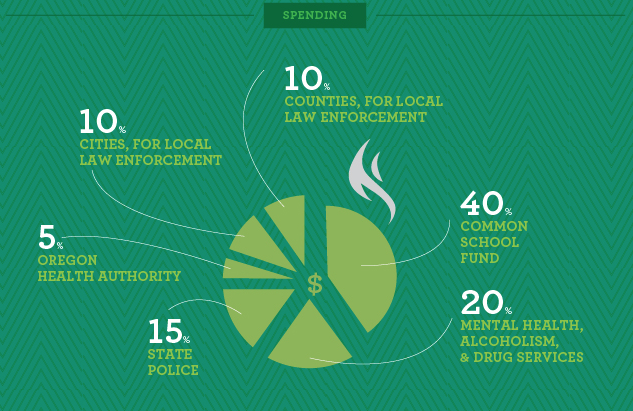 SPENDING
10%
COUNTIES, FOR LOCAL
LAW ENFORCEMENT
10%
CITIES, FOR LOCAL
LAW ENFORCEMENT
40%
COMMON
SCHOOL
FUND
5%
OREGON
HEALTH AUTHORITY
$
20%
MENTAL HEALTH,
ALCOHOLISM,
& DRUG SERVICES
15%
STATE
POLICE